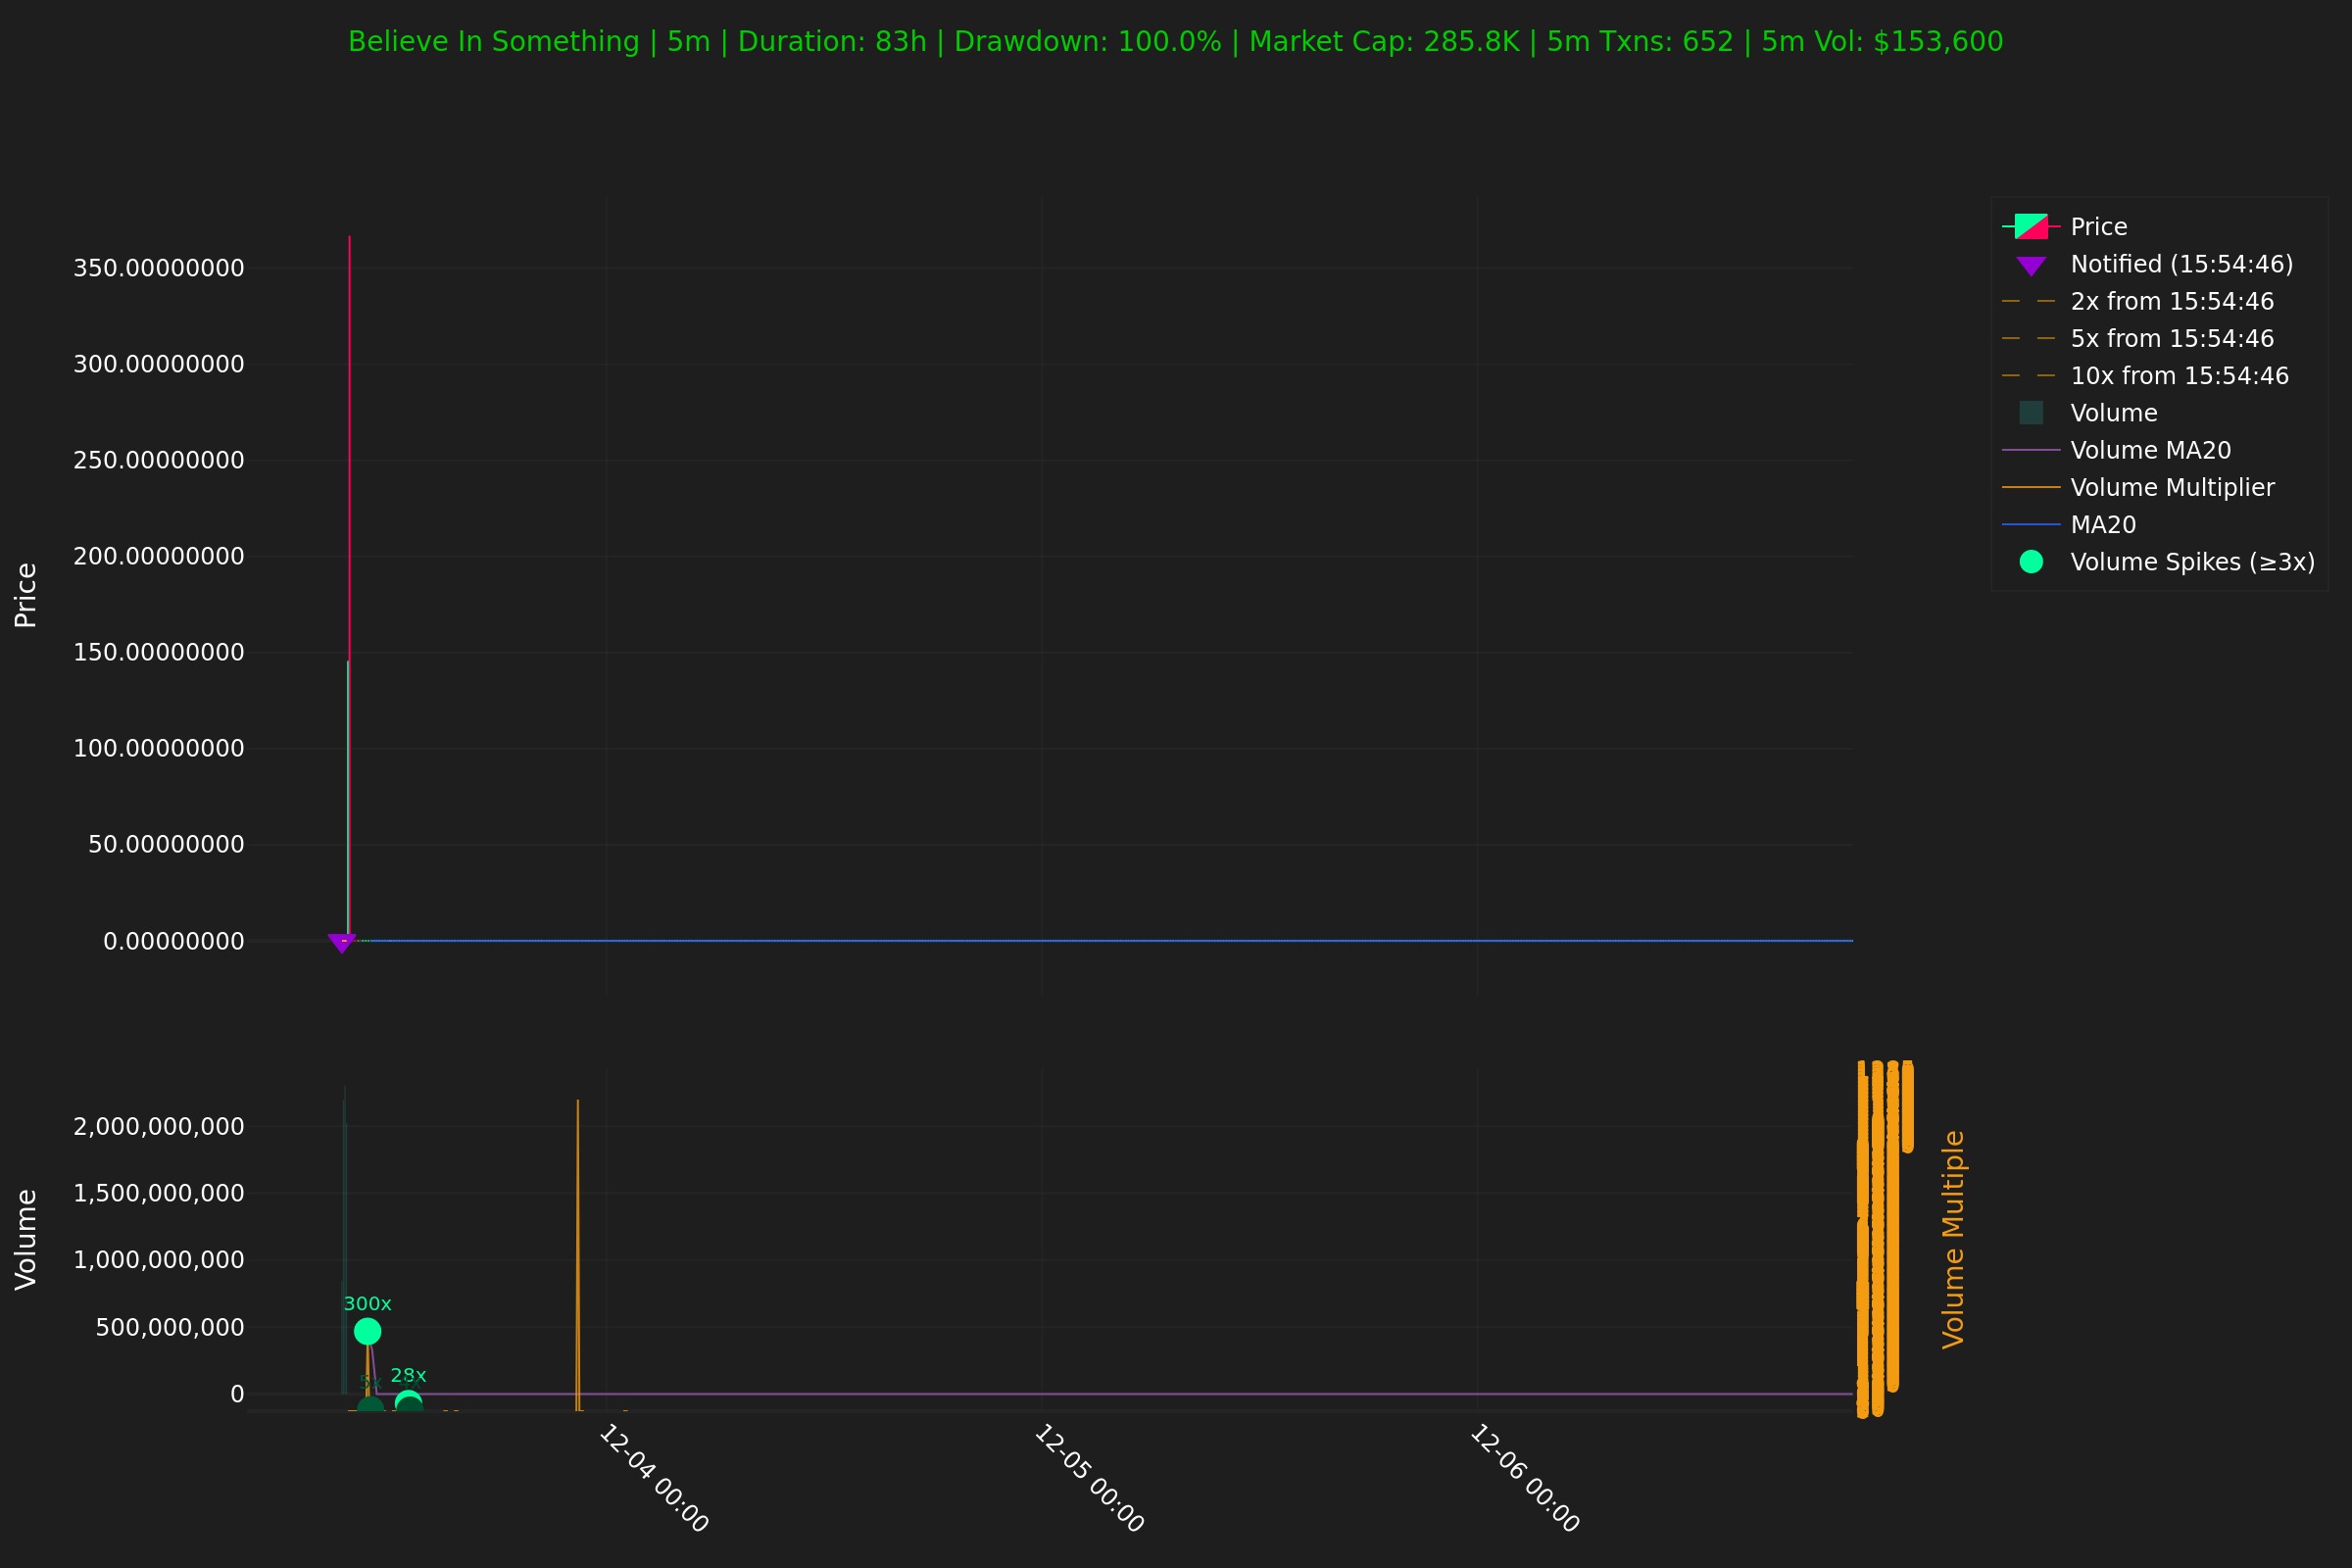 Believe In Something | 5m | Duration: 83h | Drawdown: 100.0% | Market Cap: 285.8K | 5m Txns: 652 | 5m Vol: $153,600
Price
350.00000000
300.00000000
250.00000000
200.00000000
150.00000000
100.00000000
50.00000000
0.00000000
Price
Notified (15:54:46)
2x from 15:54:46
5x from 15:54:46
10x from 15:54:46
Volume
Volume MA20
Volume Multiplier
MA20
Volume Spikes (≥3x)
Volume
2,000,000,000
1,500,000,000
1,000,000,000
500,000,000
0
300x
28x
5x
Volume Multiple
12-04 00:00
12-05 00:00
12-06 00:00